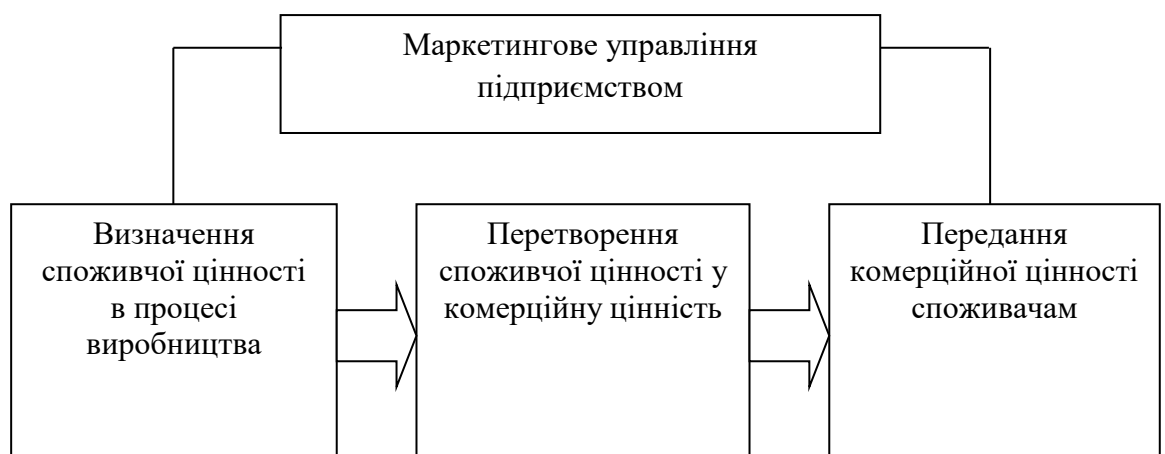 Маркетингове управління
підприємством
Визначення
споживчої цінності
в процесі
виробництва
Перетворення
споживчої цінності у
комерційну цінність
Передання
комерційної цінності
споживачам